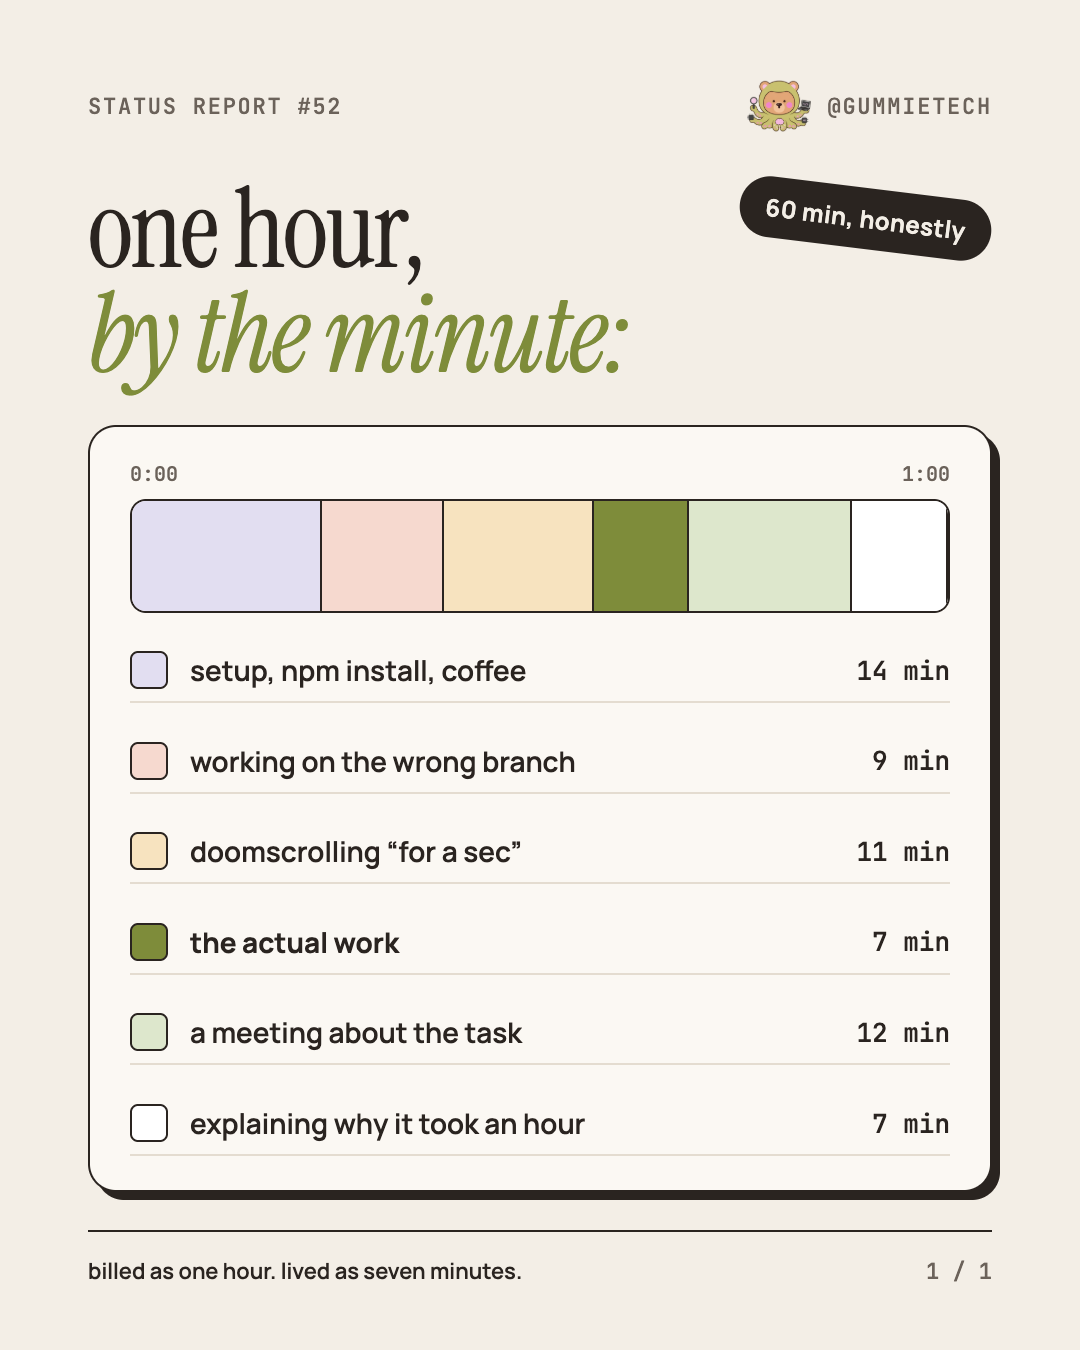 STATUS REPORT #52
@GUMMIETECH
one hour,
60 min, honestly
by the minute:
0:00
1:00
setup, npm install, coffee 14 min
working on the wrong branch 9 min
doomscrolling “for a sec” 11 min
the actual work 7 min
a meeting about the task 12 min
explaining why it took an hour 7 min
billed as one hour. lived as seven minutes.
1 / 1